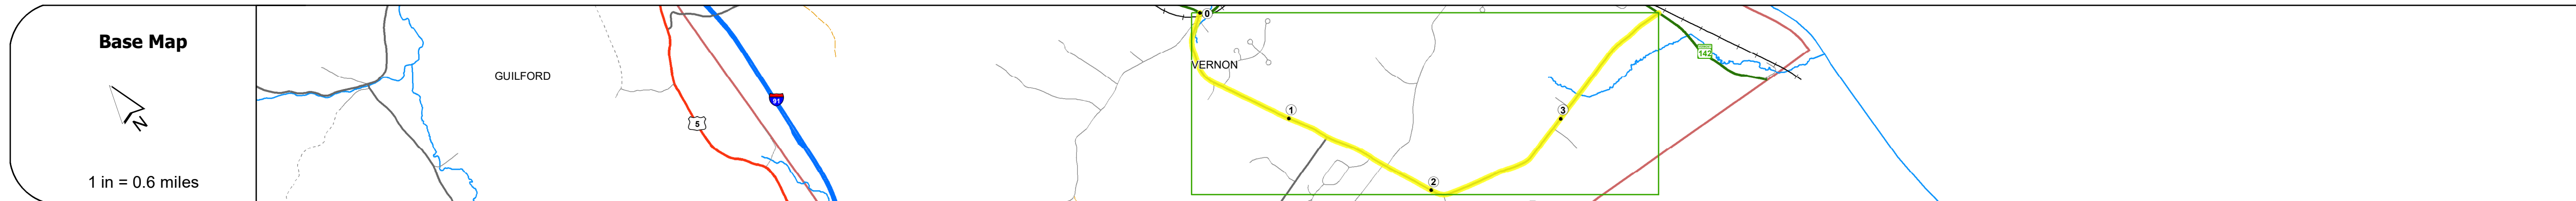 Base Map
N
1 in = 0.6 miles
GUILFORD
5
91
0
VERNON
1
2
3
142